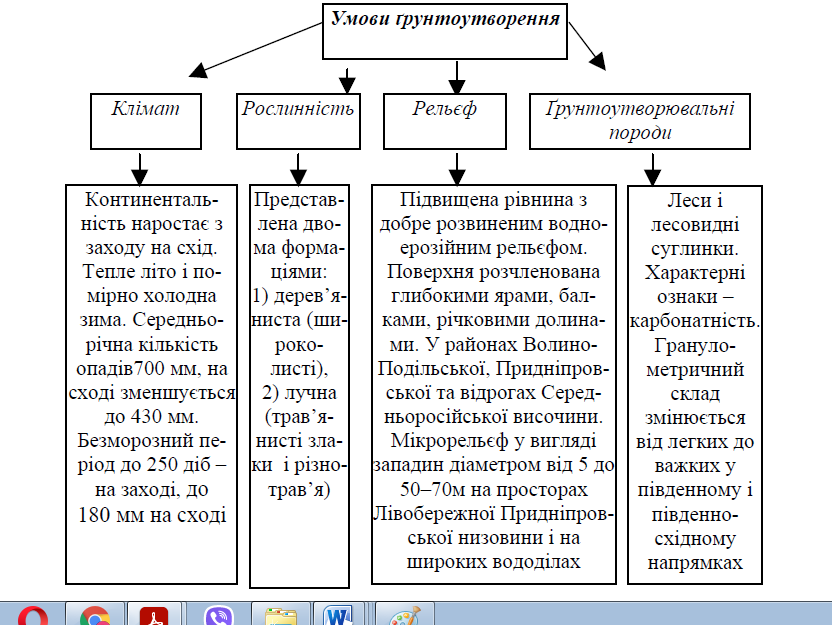 Умови ґрунтоутворення
Клімат
Рослинність
Рельєф
Ґрунтоутворювальні
породи
Континеталь-
ність наростає з
заходу на схід.
Тепле літо і по-
мірно холодна
зима. Середньо-
річна кількість
опадів700 мм, на
сході зменшується
до 430 мм.
Безморозний пе-
ріод до 250 діб –
на заході, до
180 мм на сході
Представ-
лена дво-
ма форма-
ціями:
1) дерев’я-
ниста (ши-
роко-
листі),
2) лучна
(трав’я-
нисті зла-
ки і різно-
трав’я)
Підвищена рівнина з
добре розвиненим водно-
ерозійним рельєфом.
Поверхня розчленована
глибокими ярами, бал-
ками, річковими долина-
ми. У районах Волино-
Подільської, Придніпров-
ської та відрогах Серед-
ньоросійської височини.
Мікрорельєф у вигляді
западин діаметром від 5 до
50–70м на просторах
Лівобережної Придніпров-
ської низовини і на
широких вододілах
Леси і
лесовидні
суглинки.
Характерні
ознаки –
карбонатність.
Грануло-
метричний
склад
змінюється
від легких до
важких у
південному і
південно-
східному
напрямках